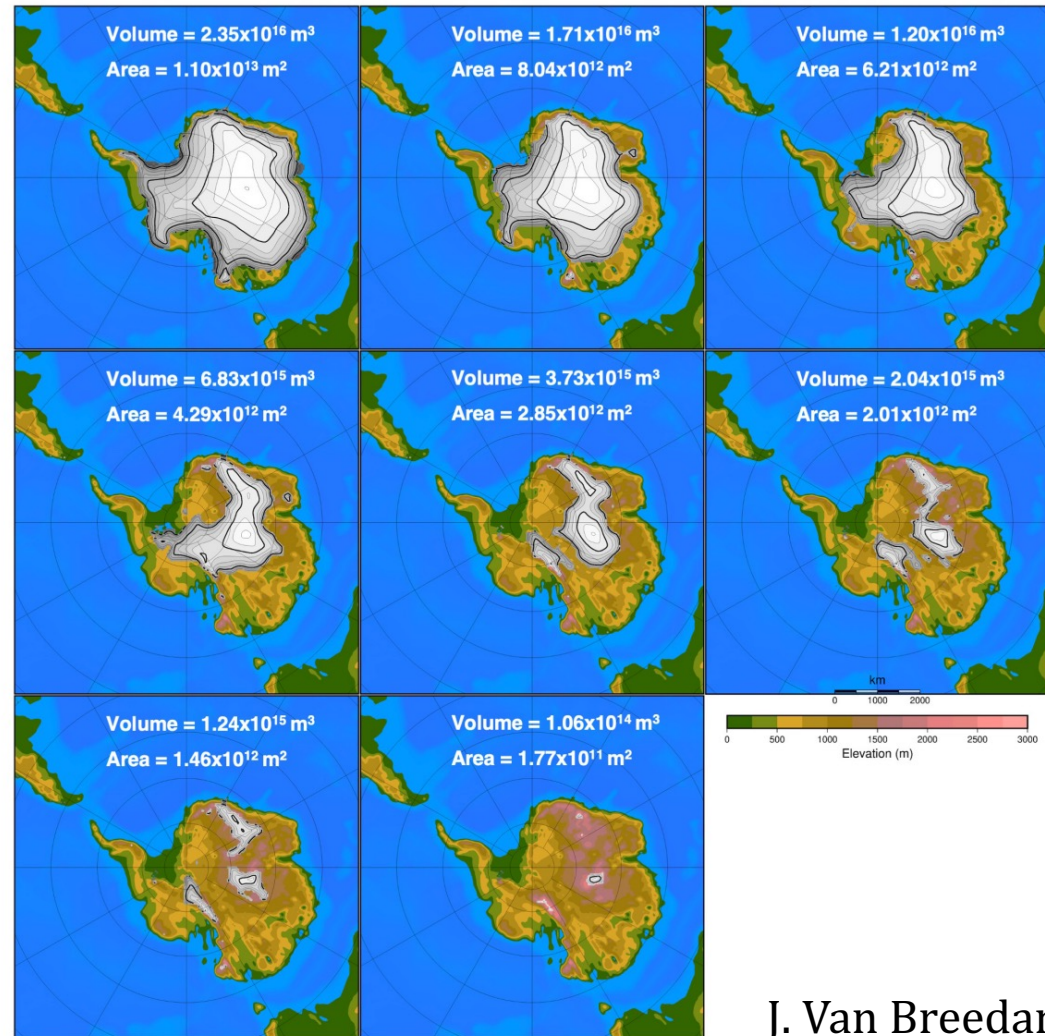 Volume = 2.35x10¹⁶ m³
Area = 1.10x10¹³ m²
Volume = 1.71x10¹⁶ m³
Area = 8.04x10¹² m²
Volume = 1.20x10¹⁶ m³
Area = 6.21x10¹² m²
Volume = 6.83x10¹⁵ m³
Area = 4.29x10¹² m²
Volume = 3.73x10¹⁵ m³
Area = 2.85x10¹² m²
Volume = 2.04x10¹⁵ m³
Area = 2.01x10¹² m²
km
0 1000 2000
0 500 1000 1500 2000 2500 3000
Elevation (m)
Volume = 1.24x10¹⁵ m³
Area = 1.46x10¹² m²
Volume = 1.06x10¹⁴ m³
Area = 1.77x10¹¹ m²
J. Van Breedam